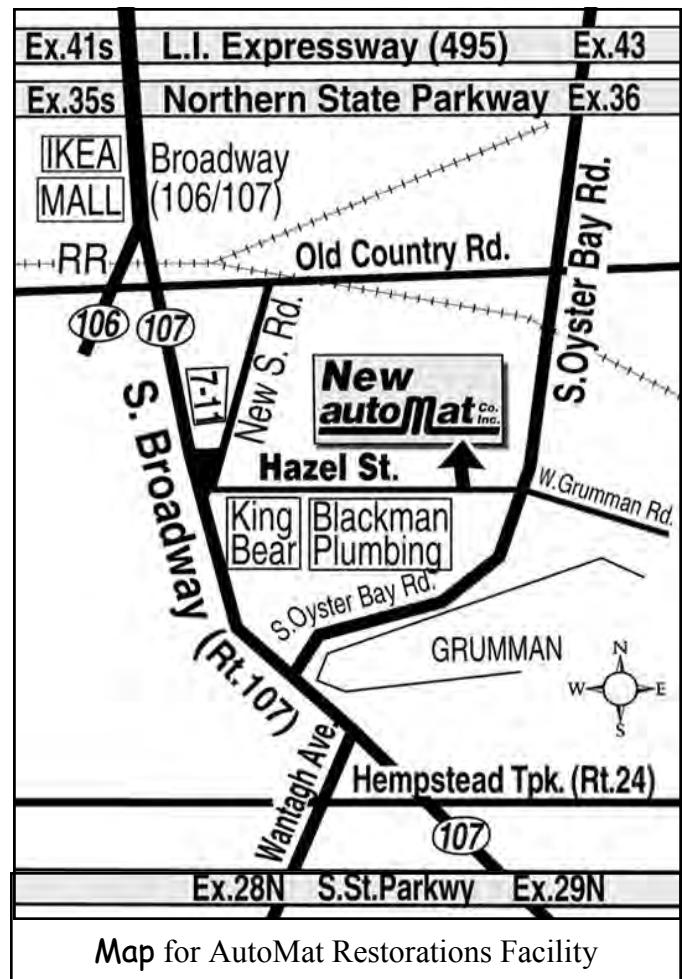 Ex.41s L.I. Expressway (495) Ex.43
Ex.35s Northern State Parkway Ex.36
IKEA
MALL
Broadway
(106/107)
RR
Old Country Rd.
S.Oyster Bay Rd.
106
107
7-11
New S. Rd.
New
autoMat Co. Inc.
S. Broadway
(Rt.107)
Hazel St.
W.Grumman Rd.
King
Bear
Blackman
Plumbing
S.Oyster Bay Rd.
GRUMMAN
N
W
E
S
Wantagh Ave.
Hempstead Tpk. (Rt.24)
107
Ex.28N S.St.Parkwy Ex.29N
Map for AutoMat Restorations Facility